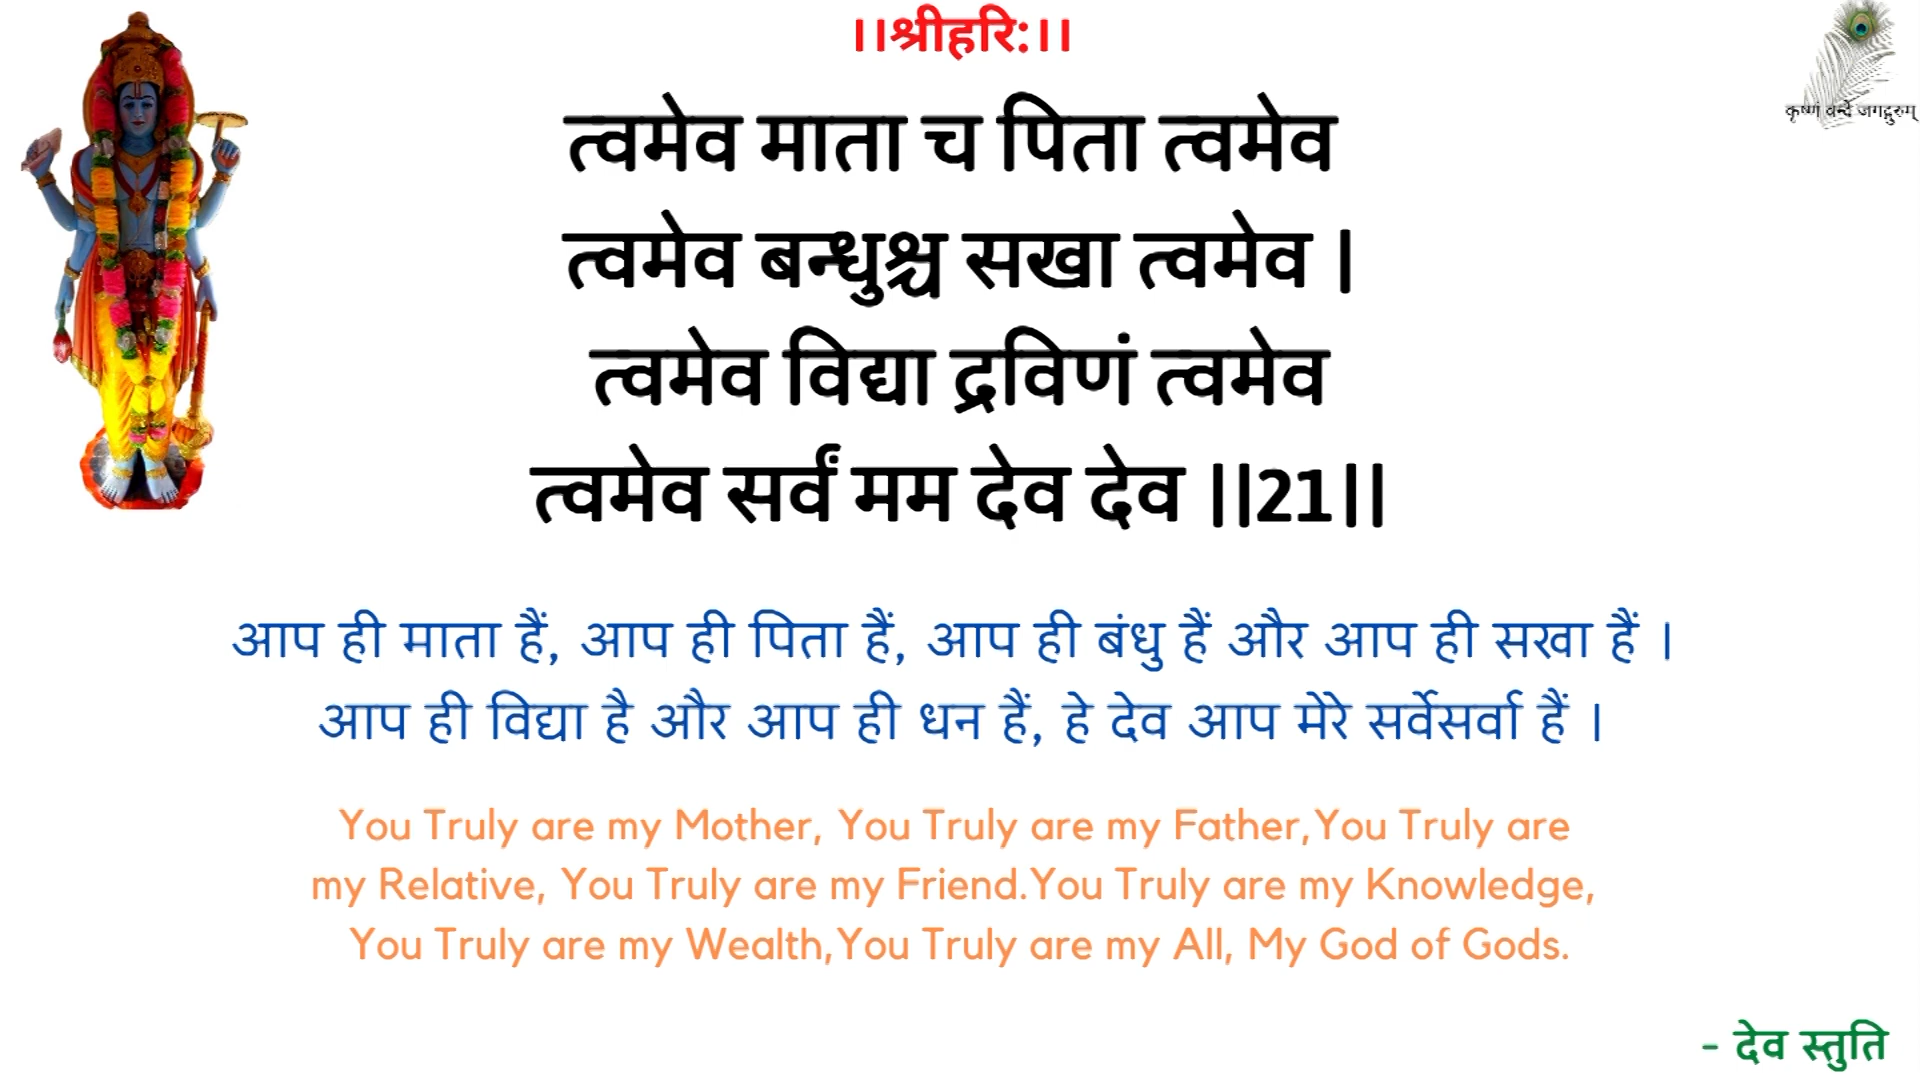 ।।श्रीहरि:।।
कृष्णं वन्दे जगद्गुरुम्
त्वमेव माता च पिता त्वमेव
त्वमेव बन्धुश्च सखा त्वमेव |
त्वमेव विद्या द्रविणं त्वमेव
त्वमेव सर्वं मम देव देव ||21||
आप ही माता हैं, आप ही पिता हैं, आप ही बंधु हैं और आप ही सखा हैं ।
आप ही विद्या है और आप ही धन हैं, हे देव आप मेरे सर्वेसर्वा हैं ।
You Truly are my Mother, You Truly are my Father,You Truly are
my Relative, You Truly are my Friend.You Truly are my Knowledge,
You Truly are my Wealth,You Truly are my All, My God of Gods.
- देव स्तुति